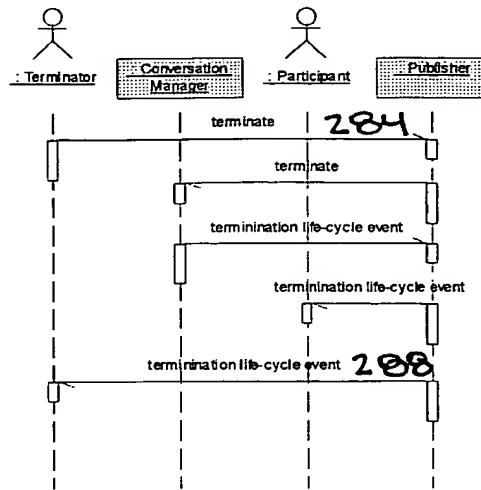 : Terminator
: Conversation
Manager
: Participant
: Publisher
terminate 284
terminate
terminination life-cycle event
terminination life-cycle event
terminination life-cycle event 288